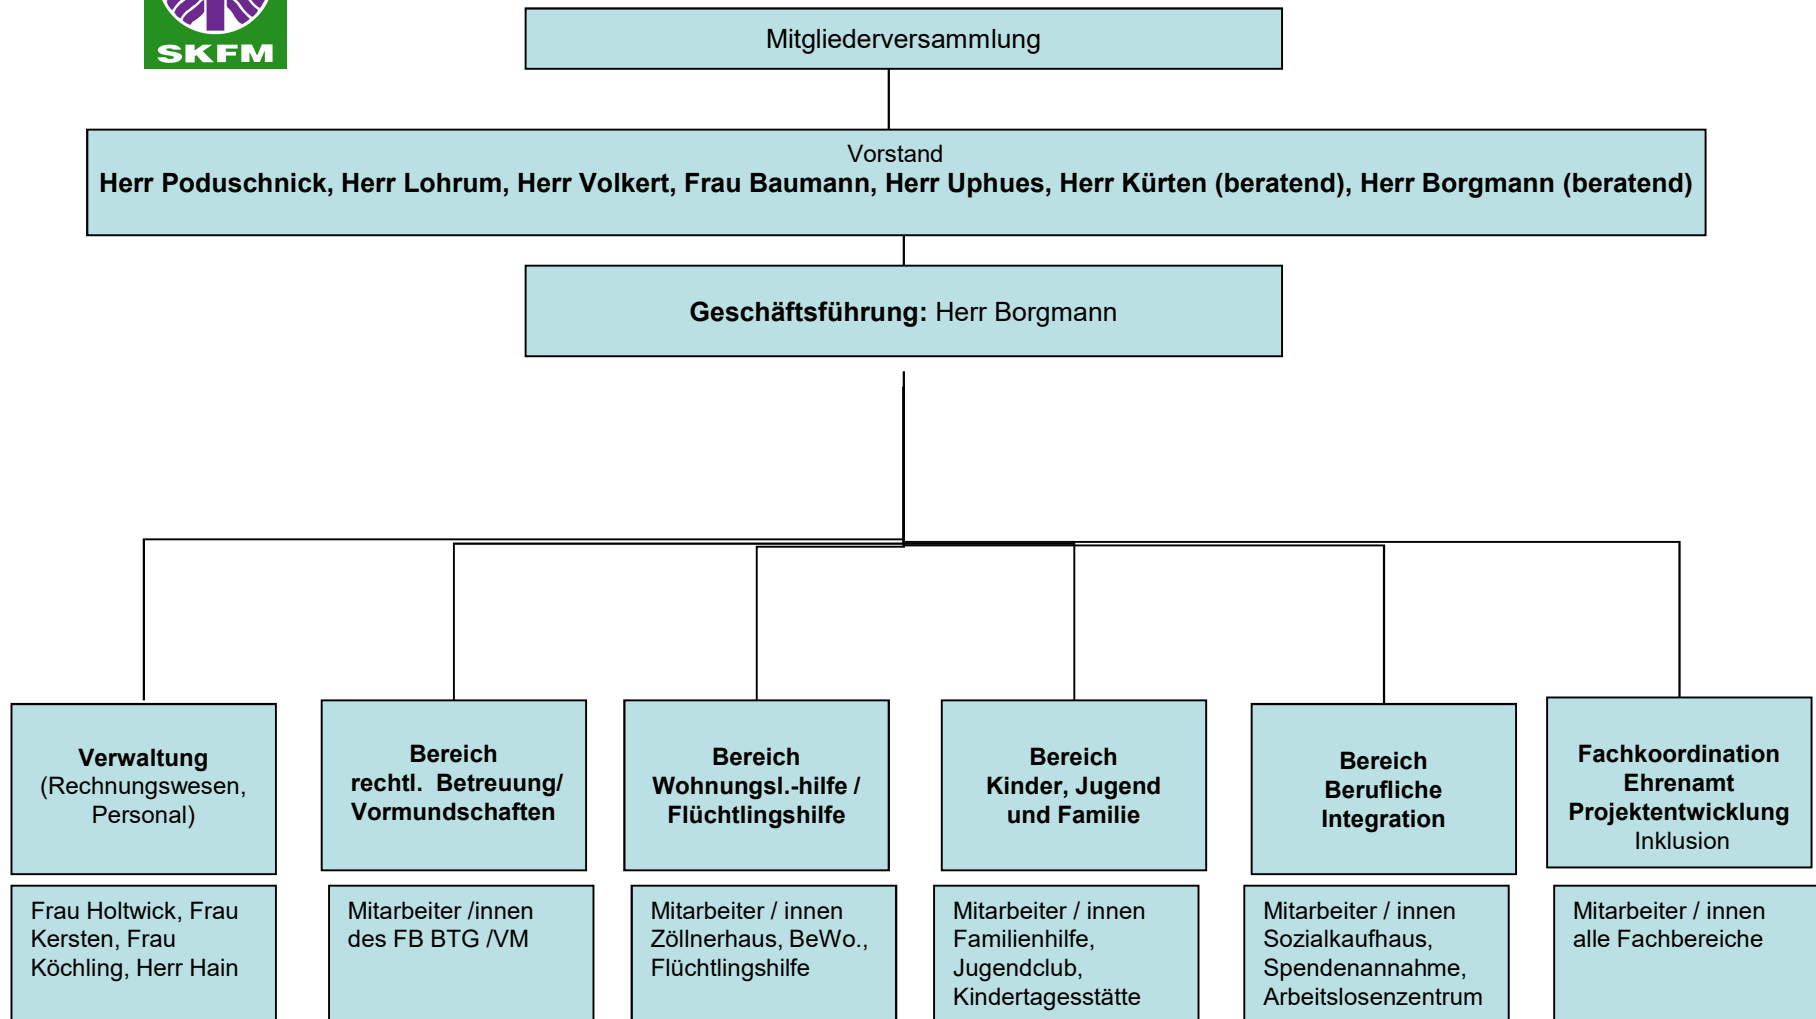 SKFM
Mitgliederversammlung
Vorstand
Herr Poduschnick, Herr Lohrum, Herr Volkert, Frau Baumann, Herr Uphues, Herr Kürten (beratend), Herr Borgmann (beratend)
Geschäftsführung: Herr Borgmann
Verwaltung
(Rechnungswesen,
Personal)
Bereich
rechtl. Betreuung/
Vormundschaften
Bereich
Wohnungsl.-hilfe /
Flüchtlingshilfe
Bereich
Kinder, Jugend
und Familie
Bereich
Berufliche
Integration
Fachkoordination
Ehrenamt
Projektentwicklung
Inklusion
Frau Holtwick, Frau
Kersten, Frau
Köchling, Herr Hain
Mitarbeiter /innen
des FB BTG /VM
Mitarbeiter / innen
Zöllnerhaus, BeWo.,
Flüchtlingshilfe
Mitarbeiter / innen
Familienhilfe,
Jugendclub,
Kindertagesstätte
Mitarbeiter / innen
Sozialkaufhaus,
Spendenannahme,
Arbeitslosenzentrum
Mitarbeiter / innen
alle Fachbereiche